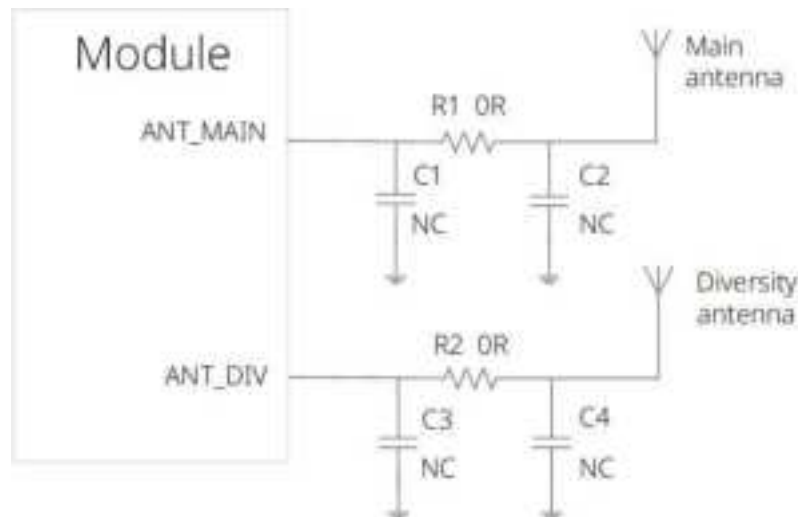 Module
Main
antenna
R1 0R
ANT_MAIN
C1
C2
NC
NC
Diversity
antenna
R2 0R
ANT_DIV
C3
C4
NC
NC